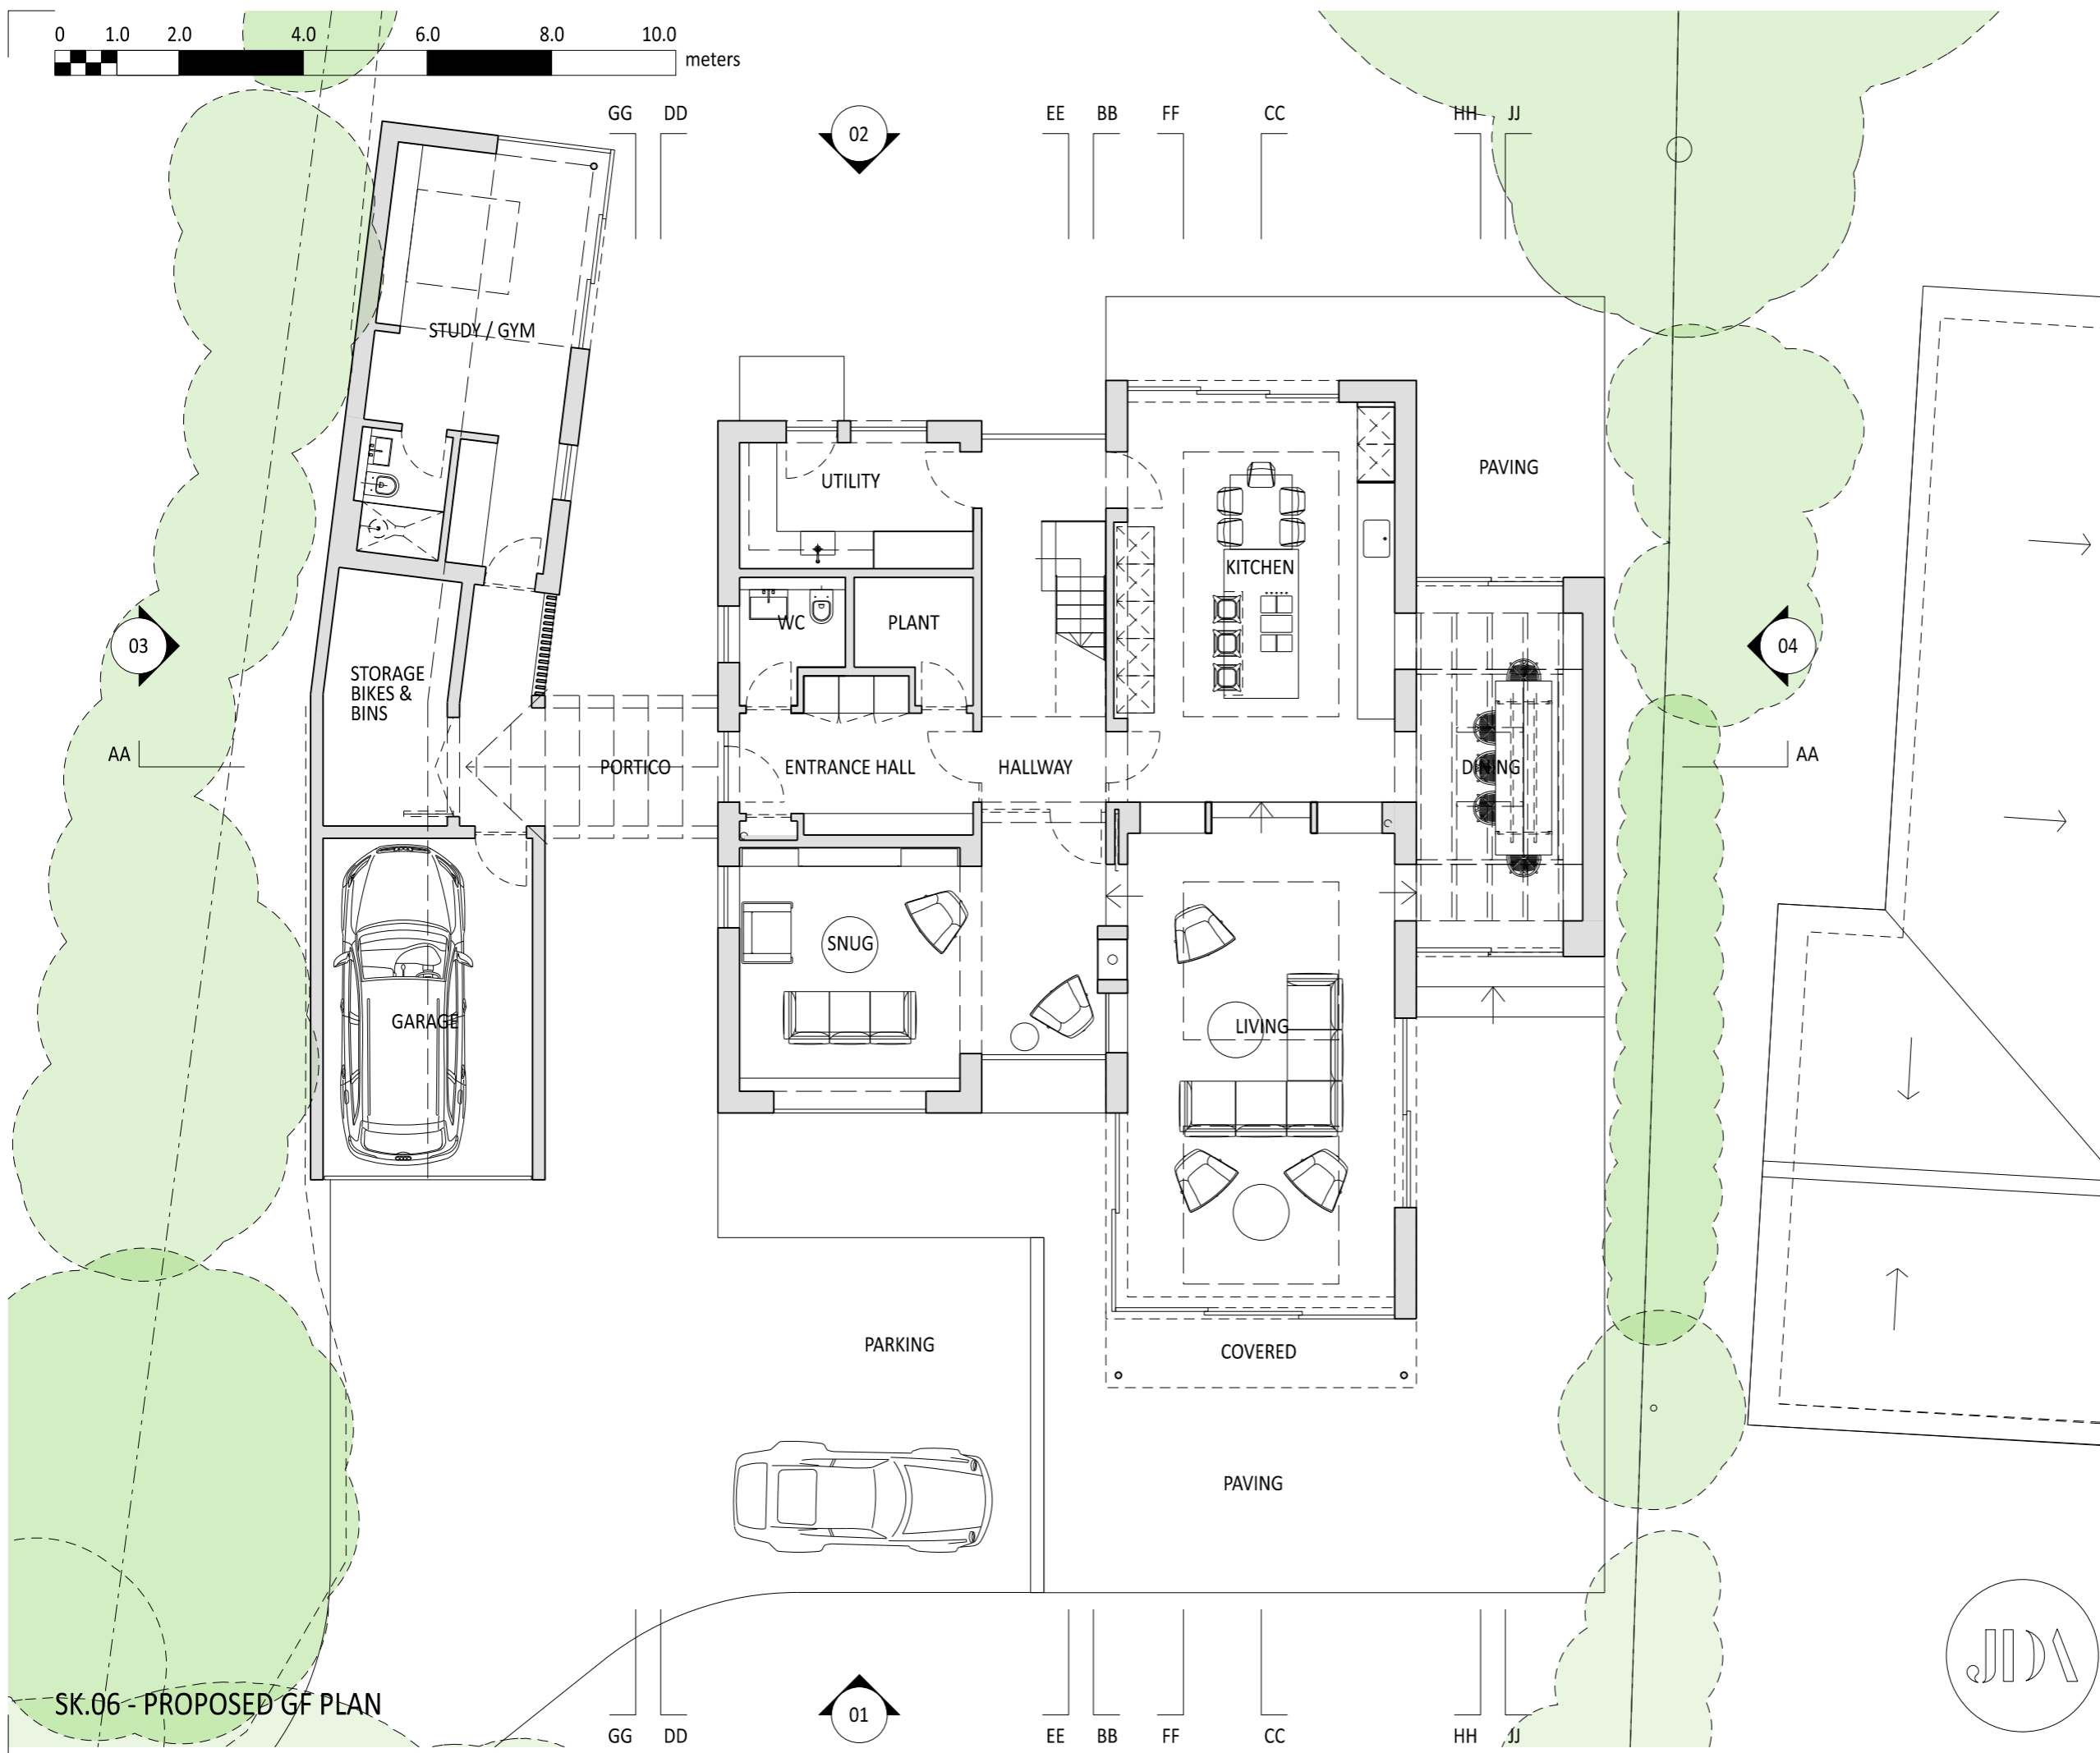 0 1.0 2.0 4.0 6.0 8.0 10.0
meters
GG DD 02 EE BB FF CC HH JJ
STUDY / GYM
PAVING
UTILITY
KITCHEN
WC PLANT
03
04
STORAGE
BIKES &
BINS
AA
AA
PORTICO ENTRANCE HALL HALLWAY DINING
SNUG
GARAGE
LIVING
PARKING
COVERED
PAVING
JDA
SK.06 - PROPOSED GF PLAN
GG DD 01 EE BB FF CC HH JJ